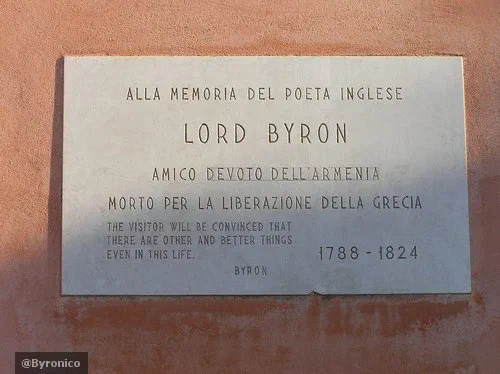 ALLA MEMORIA DEL POETA INGLESE
LORD BYRON
AMICO DEVOTO DELL'ARMENIA
MORTO PER LA LIBERAZIONE DELLA GRECIA
THE VISITOR WILL BE CONVINCED THAT
THERE ARE OTHER AND BETTER THINGS
EVEN IN THIS LIFE.
BYRON
1788 - 1824
@Byronico